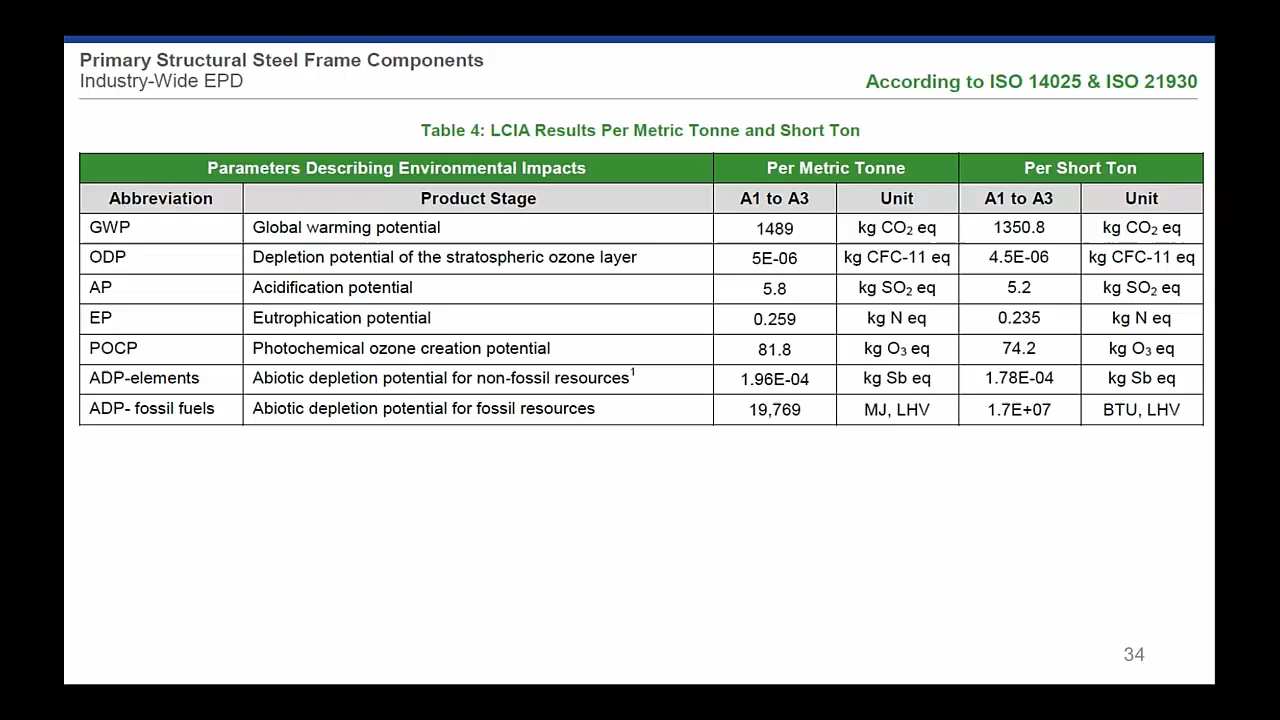 Primary Structural Steel Frame Components
Industry-Wide EPD
According to ISO 14025 & ISO 21930
Table 4: LCIA Results Per Metric Tonne and Short Ton
Parameters Describing Environmental Impacts Per Metric Tonne Per Short Ton
Abbreviation Product Stage A1 to A3 Unit A1 to A3 Unit
GWP Global warming potential 1489 kg CO₂ eq 1350.8 kg CO₂ eq
ODP Depletion potential of the stratospheric ozone layer 5E-06 kg CFC-11 eq 4.5E-06 kg CFC-11 eq
AP Acidification potential 5.8 kg SO₂ eq 5.2 kg SO₂ eq
EP Eutrophication potential 0.259 kg N eq 0.235 kg N eq
POCP Photochemical ozone creation potential 81.8 kg O₃ eq 74.2 kg O₃ eq
ADP-elements Abiotic depletion potential for non-fossil resources¹ 1.96E-04 kg Sb eq 1.78E-04 kg Sb eq
ADP- fossil fuels Abiotic depletion potential for fossil resources 19,769 MJ, LHV 1.7E+07 BTU, LHV
34